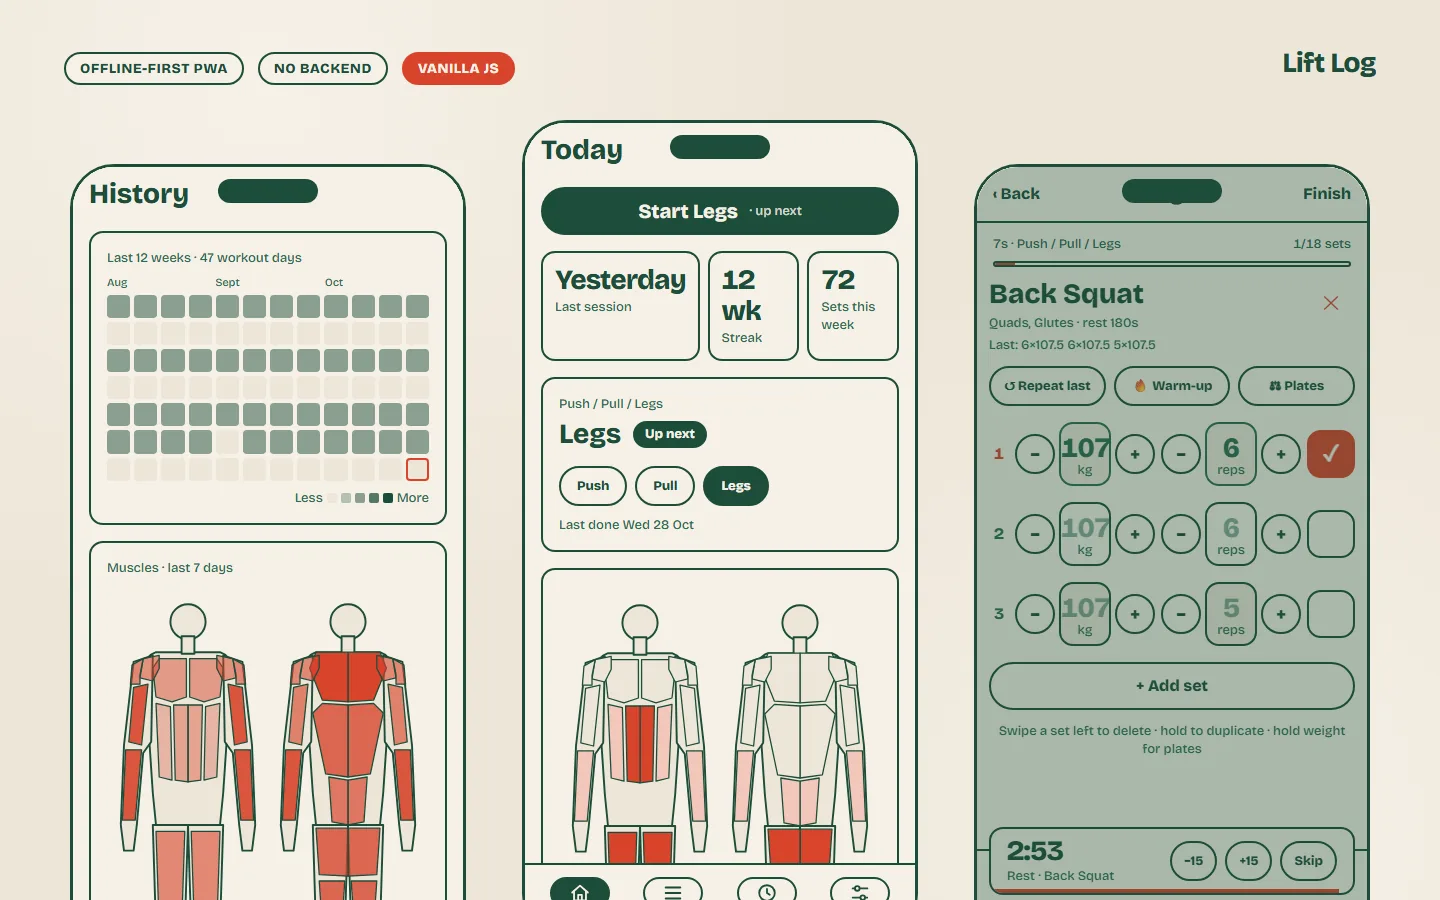 OFFLINE-FIRST PWA
NO BACKEND
VANILLA JS
Lift Log
History
Last 12 weeks · 47 workout days
Aug Sept Oct
Less More
Muscles · last 7 days
Today
Start Legs · up next
Yesterday
Last session
12
wk
Streak
72
Sets this
week
Push / Pull / Legs
Legs Up next
Push Pull Legs
Last done Wed 28 Oct
‹ Back Finish
7s · Push / Pull / Legs 1/18 sets
Back Squat
Quads, Glutes · rest 180s
Last: 6×107.5 6×107.5 5×107.5
↺ Repeat last
🔥 Warm-up
Plates
1 − 107 kg + − 6 reps + ✓
2 − 107 kg + − 6 reps +
3 − 107 kg + − 5 reps +
+ Add set
Swipe a set left to delete · hold to duplicate · hold weight
for plates
2:53
Rest · Back Squat
−15 +15 Skip